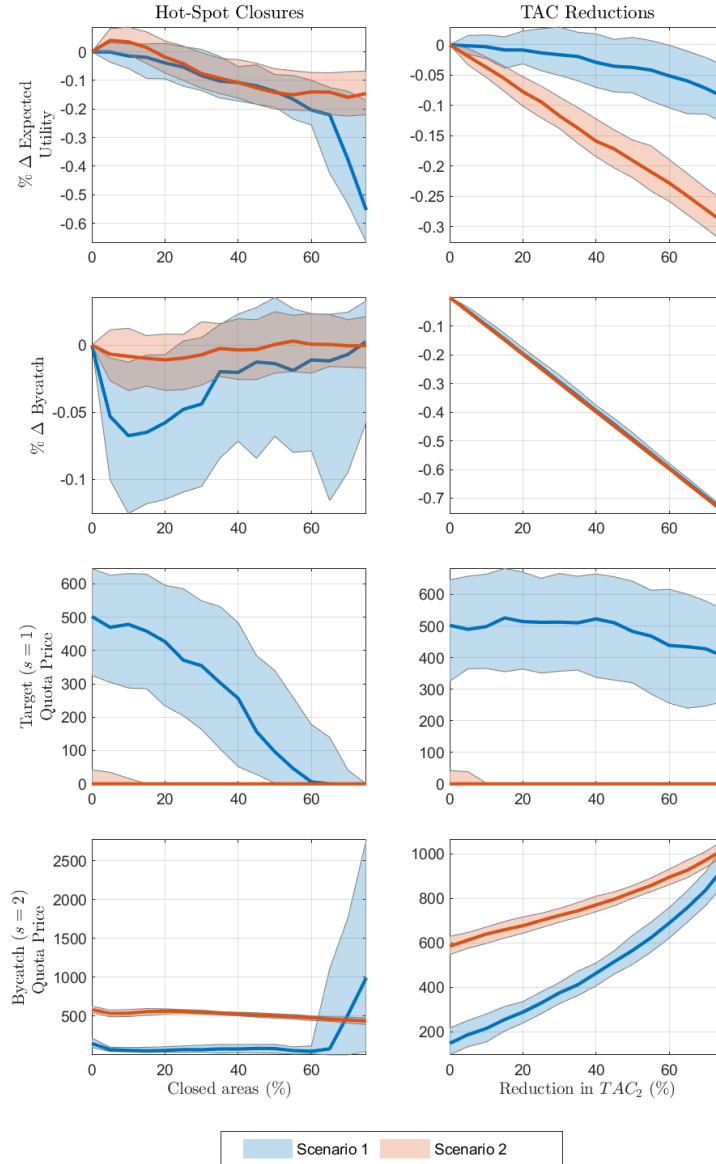 Hot-Spot Closures
TAC Reductions
% Δ Expected
Utility
0
-0.1
-0.2
-0.3
-0.4
-0.5
-0.6
0 20 40 60
0
-0.05
-0.1
-0.15
-0.2
-0.25
-0.3
0 20 40 60
% Δ Bycatch
0
-0.05
-0.1
0 20 40 60
-0.1
-0.2
-0.3
-0.4
-0.5
-0.6
-0.7
0 20 40 60
Target (s = 1)
Quota Price
600
500
400
300
200
100
0
0 20 40 60
600
500
400
300
200
100
0
0 20 40 60
Bycatch (s = 2)
Quota Price
2500
2000
1500
1000
500
0 20 40 60
Closed areas (%)
1000
800
600
400
200
0 20 40 60
Reduction in TAC₂ (%)
Scenario 1 Scenario 2